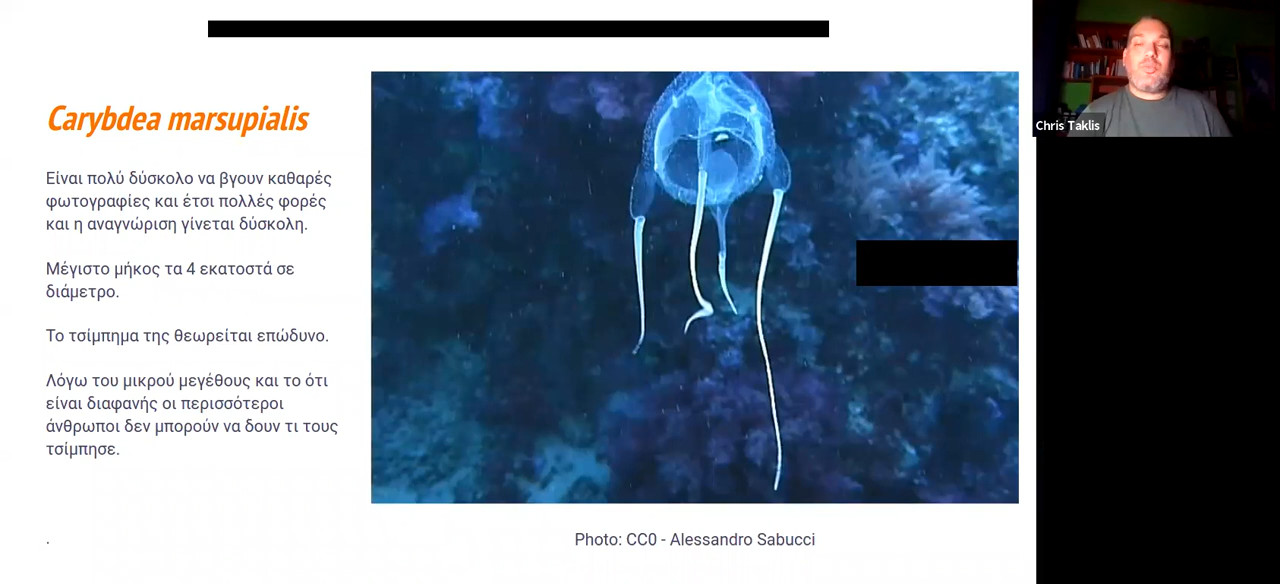 Carybdea marsupialis
Είναι πολύ δύσκολο να βγουν καθαρές
φωτογραφίες και έτσι πολλές φορές
και η αναγνώριση γίνεται δύσκολη.
Μέγιστο μήκος τα 4 εκατοστά σε
διάμετρο.
Το τσίμπημα της θεωρείται επώδυνο.
Λόγω του μικρού μεγέθους και το ότι
είναι διαφανής οι περισσότεροι
άνθρωποι δεν μπορούν να δουν τι τους
τσίμπησε.
.
Photo: CC0 - Alessandro Sabucci
Chris Taklis